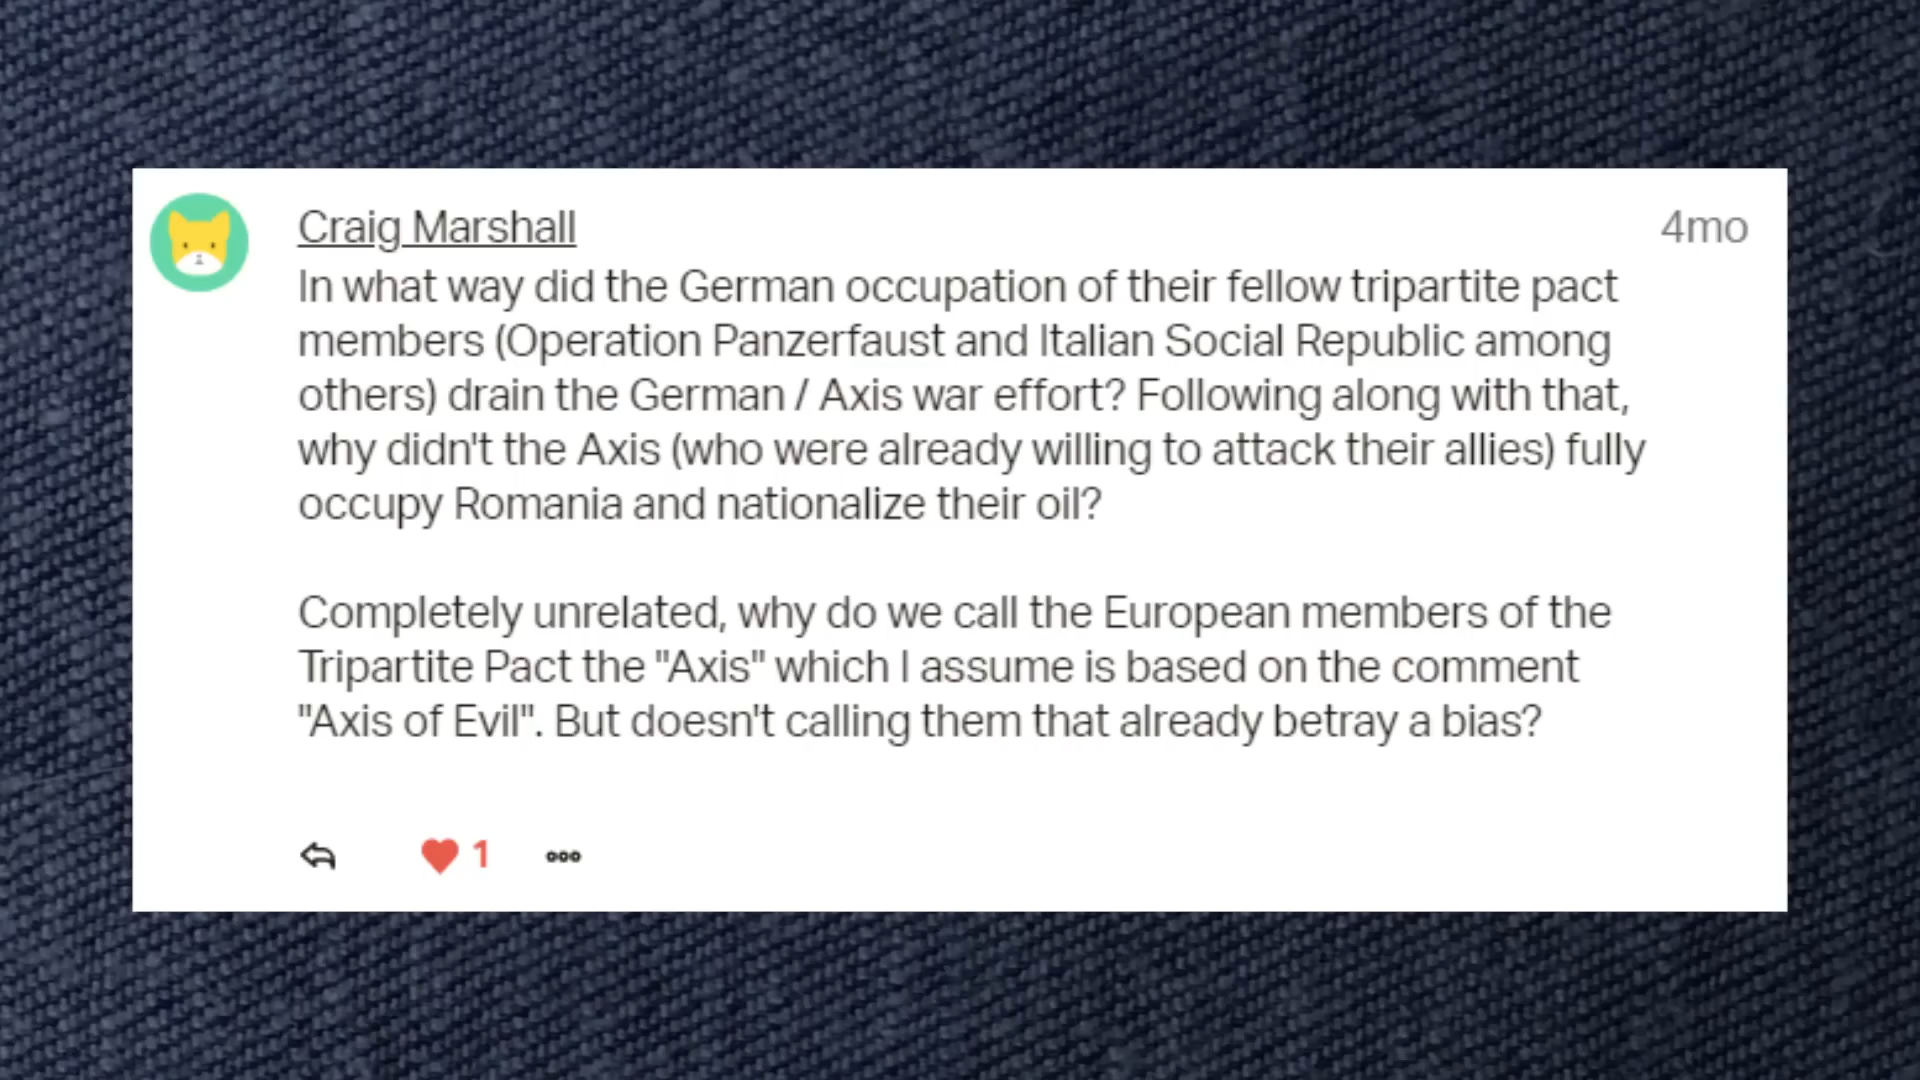 Craig Marshall
4mo
In what way did the German occupation of their fellow tripartite pact
members (Operation Panzerfaust and Italian Social Republic among
others) drain the German / Axis war effort? Following along with that,
why didn't the Axis (who were already willing to attack their allies) fully
occupy Romania and nationalize their oil?
Completely unrelated, why do we call the European members of the
Tripartite Pact the "Axis" which I assume is based on the comment
"Axis of Evil". But doesn't calling them that already betray a bias?
1